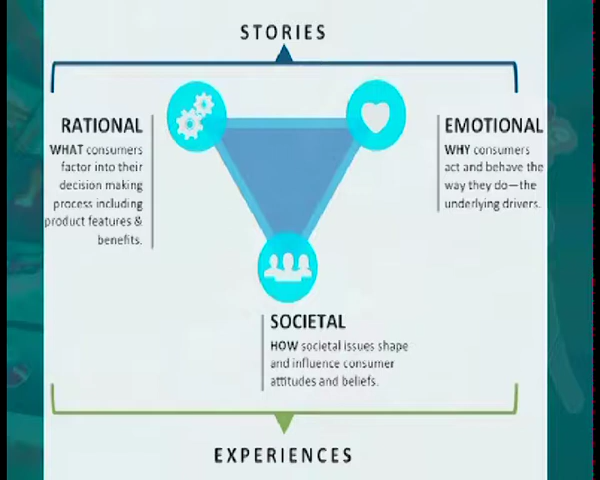 STORIES
RATIONAL
WHAT consumers
factor into their
decision making
process including
product features &
benefits.
EMOTIONAL
WHY consumers
act and behave the
way they do—the
underlying drivers.
SOCIETAL
HOW societal issues shape
and influence consumer
attitudes and beliefs.
EXPERIENCES